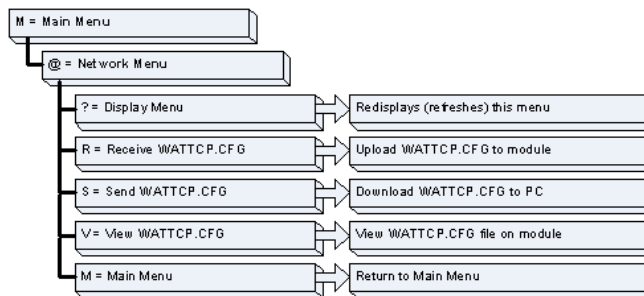 M = Main Menu
@ = Network Menu
? = Display Menu
Redisplays (refreshes) this menu
R = Receive WATTCP.CFG
Upload WATTCP.CFG to module
S = Send WATTCP.CFG
Download WATTCP.CFG to PC
V = View WATTCP.CFG
View WATTCP.CFG file on module
M = Main Menu
Return to Main Menu